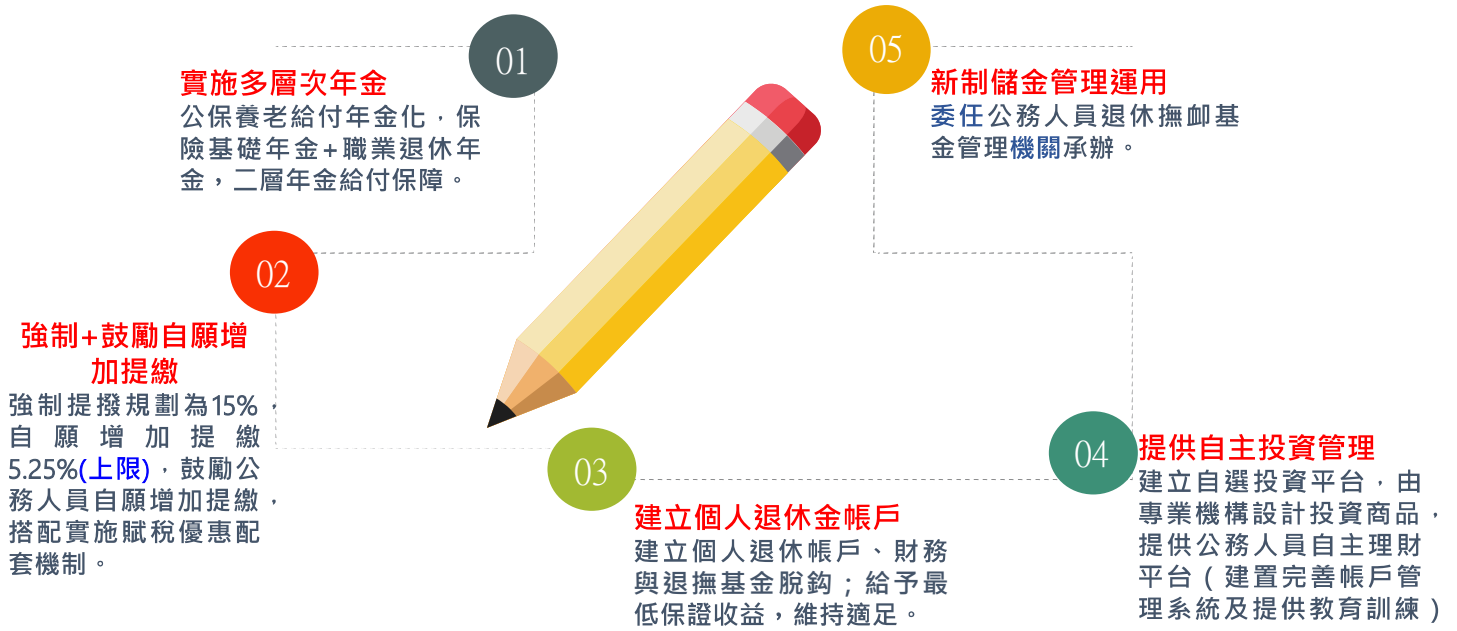 01
實施多層次年金
公保養老給付年金化，保
險基礎年金+職業退休年
金，二層年金給付保障。
02
強制+鼓勵自願增
加提繳
強制提撥規劃為15%，
自願增加提繳
5.25%(上限)，鼓勵公
務人員自願增加提繳，
搭配實施賦稅優惠配
套機制。
03
建立個人退休金帳戶
建立個人退休帳戶、財務
與退撫基金脫鈎；給予最
低保證收益，維持適足。
04
提供自主投資管理
建立自選投資平台，由
專業機構設計投資商品，
提供公務人員自主理財
平台（建置完善帳戶管
理系統及提供教育訓練）
05
新制儲金管理運用
委任公務人員退休撫卹基
金管理機關承辦。